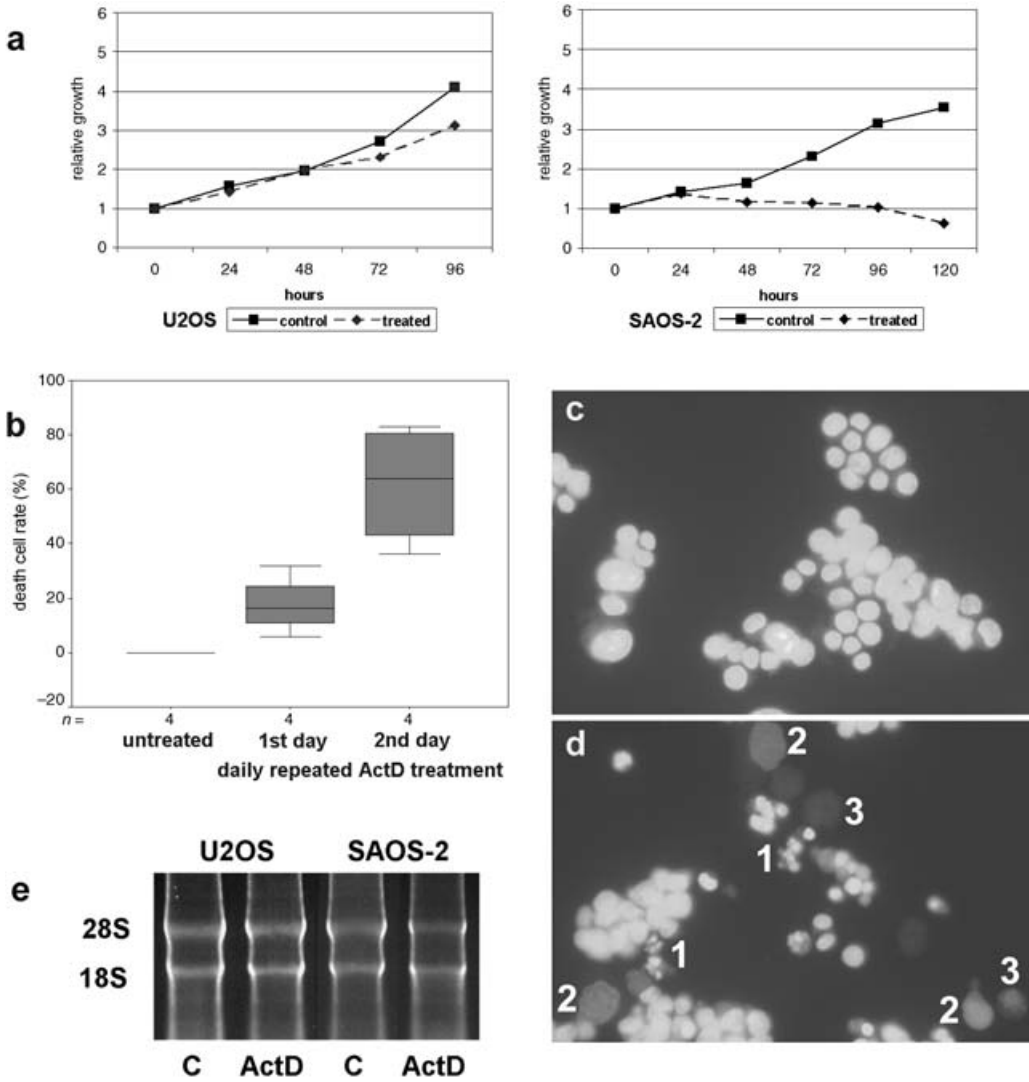 a
relative growth
6
5
4
3
2
1
0
0 24 48 72 96
hours
U2OS control treated
relative growth
6
5
4
3
2
1
0
0 24 48 72 96 120
hours
SAOS-2 control treated
b
death cell rate (%)
100
80
60
40
20
0
–20
n = 4 4 4
untreated 1st day 2nd day
daily repeated ActD treatment
c
d
2
3
1
1
2
2
3
e
U2OS SAOS-2
28S
18S
C ActD C ActD